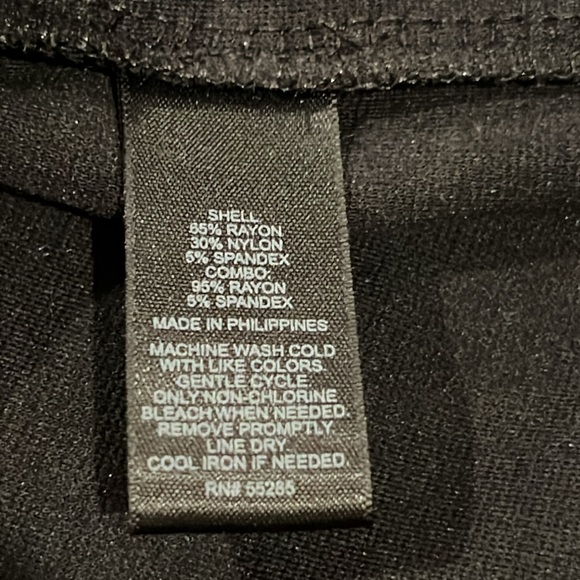 SHELL
65% RAYON
30% NYLON
5% SPANDEX
COMBO:
95% RAYON
5% SPANDEX
MADE IN PHILIPPINES
MACHINE WASH COLD
WITH LIKE COLORS.
GENTLE CYCLE.
ONLY NON-CHLORINE
BLEACH WHEN NEEDED.
REMOVE PROMPTLY.
LINE DRY.
COOL IRON IF NEEDED.
RN# 55285